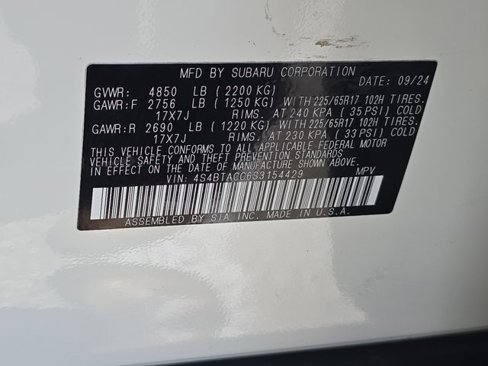 MFD BY SUBARU CORPORATION
DATE: 09/24
GVWR: 4850 LB (2200 KG)
GAWR:F 2756 LB (1250 KG) WITH 225/65R17 102H TIRES.
17X7J RIMS. AT 240 KPA (35 PSI) COLD
GAWR:R 2690 LB (1220 KG) WITH 225/65R17 102H TIRES.
17X7J RIMS. AT 230 KPA (33 PSI) COLD
THIS VEHICLE CONFORMS TO ALL APPLICABLE FEDERAL MOTOR
VEHICLE SAFETY AND THEFT PREVENTION STANDARDS
IN EFFECT ON THE DATE OF MANUFACTURE SHOWN ABOVE.
VIN: 4S4BTACC6S3154429 MPV
ASSEMBLED BY SIA INC. MADE IN U.S.A.